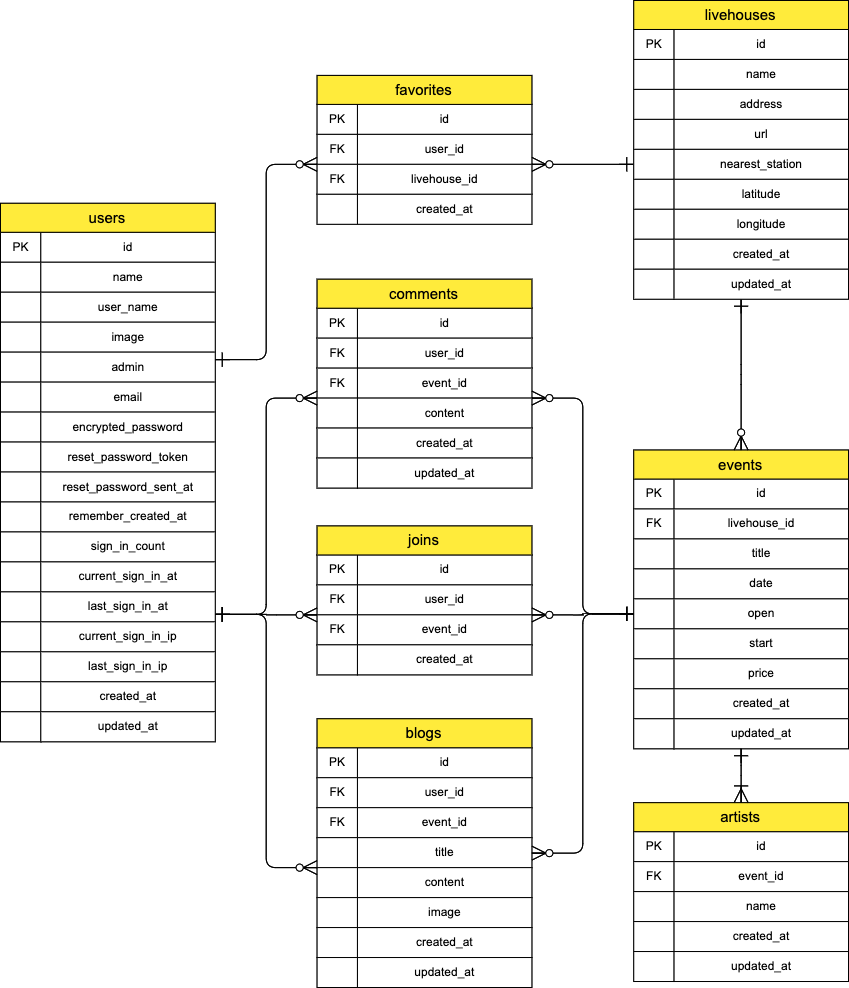 livehouses
PK id
name
address
url
nearest_station
latitude
longitude
created_at
updated_at
favorites
PK id
FK user_id
FK livehouse_id
created_at
users
PK id
name
user_name
image
admin
email
encrypted_password
reset_password_token
reset_password_sent_at
remember_created_at
sign_in_count
current_sign_in_at
last_sign_in_at
current_sign_in_ip
last_sign_in_ip
created_at
updated_at
comments
PK id
FK user_id
FK event_id
content
created_at
updated_at
events
PK id
FK livehouse_id
title
date
open
start
price
created_at
updated_at
joins
PK id
FK user_id
FK event_id
created_at
blogs
PK id
FK user_id
FK event_id
title
content
image
created_at
updated_at
artists
PK id
FK event_id
name
created_at
updated_at